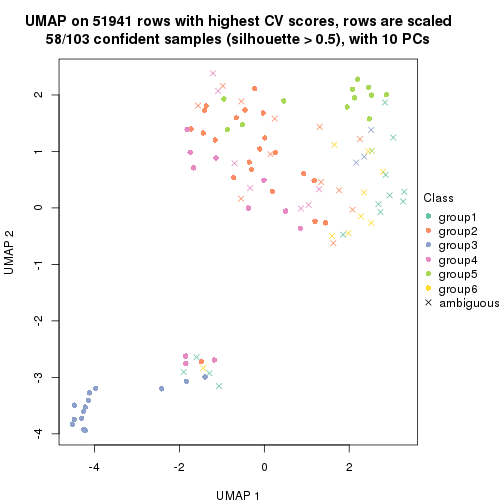 UMAP on 51941 rows with highest CV scores, rows are scaled
58/103 confident samples (silhouette > 0.5), with 10 PCs
2
1
0
-1
-2
-3
-4
UMAP 2
-4
-2
0
2
UMAP 1
Class
group1
group2
group3
group4
group5
group6
ambiguous